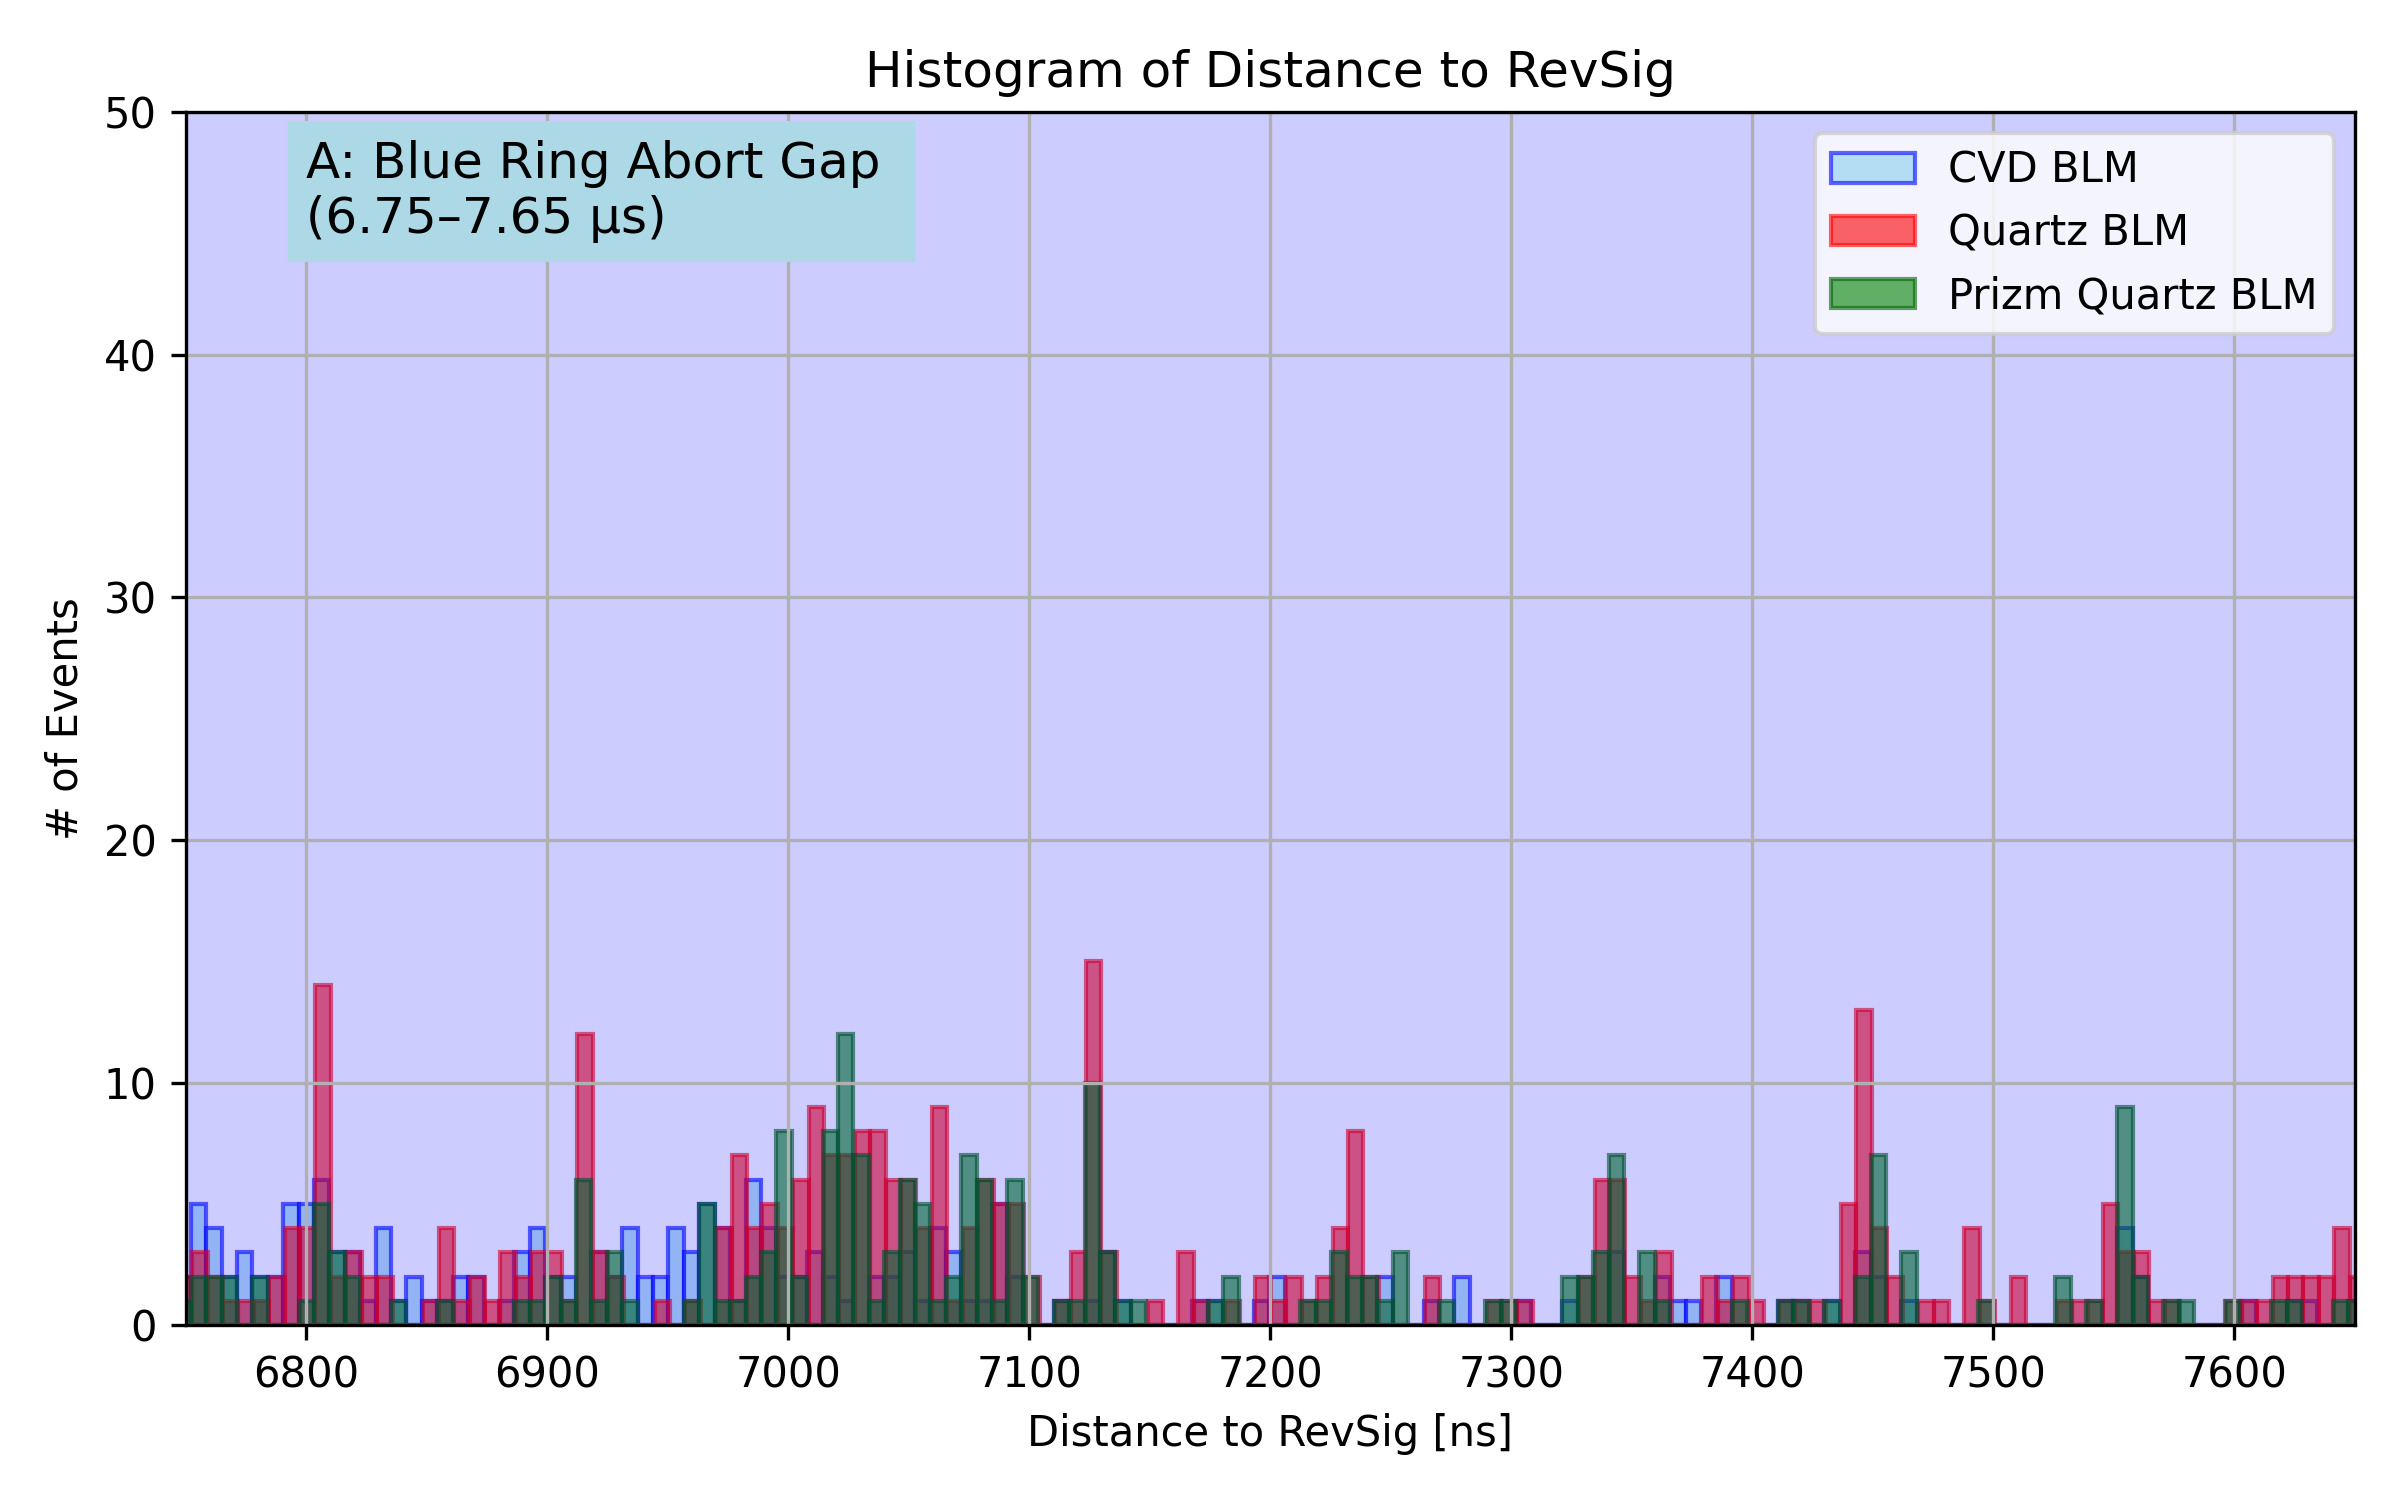 Histogram of Distance to RevSig
A: Blue Ring Abort Gap
(6.75–7.65 µs)
CVD BLM
Quartz BLM
Prizm Quartz BLM
# of Events
50
40
30
20
10
0
6800 6900 7000 7100 7200 7300 7400 7500 7600
Distance to RevSig [ns]